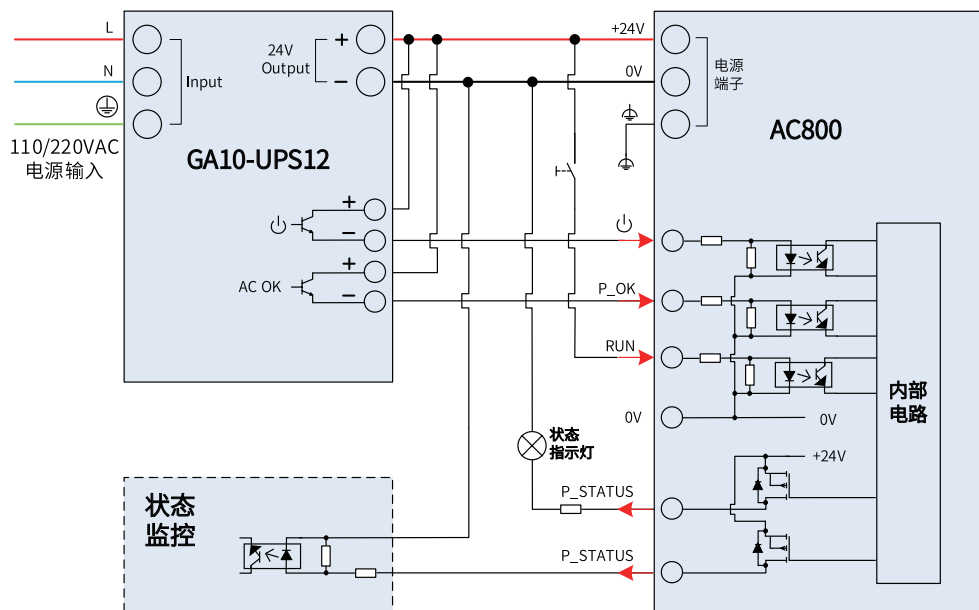 L
N
110/220VAC
电源输入
Input
24V
Output
+
−
GA10-UPS12
+
−
AC OK
+
−
+24V
0V
电源
端子
AC800
P_OK
RUN
0V
0V
内部
电路
+24V
状态
指示灯
P_STATUS
P_STATUS
状态
监控